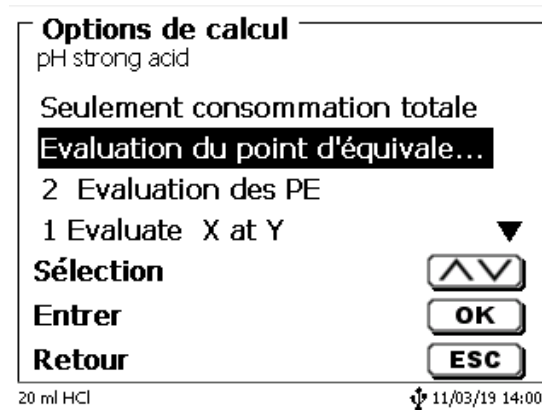 Options de calcul
pH strong acid
Seulement consommation totale
Evaluation du point d'équivale...
2 Evaluation des PE
1 Evaluate X at Y
Sélection
Entrer OK
Retour ESC
20 ml HCl 11/03/19 14:00